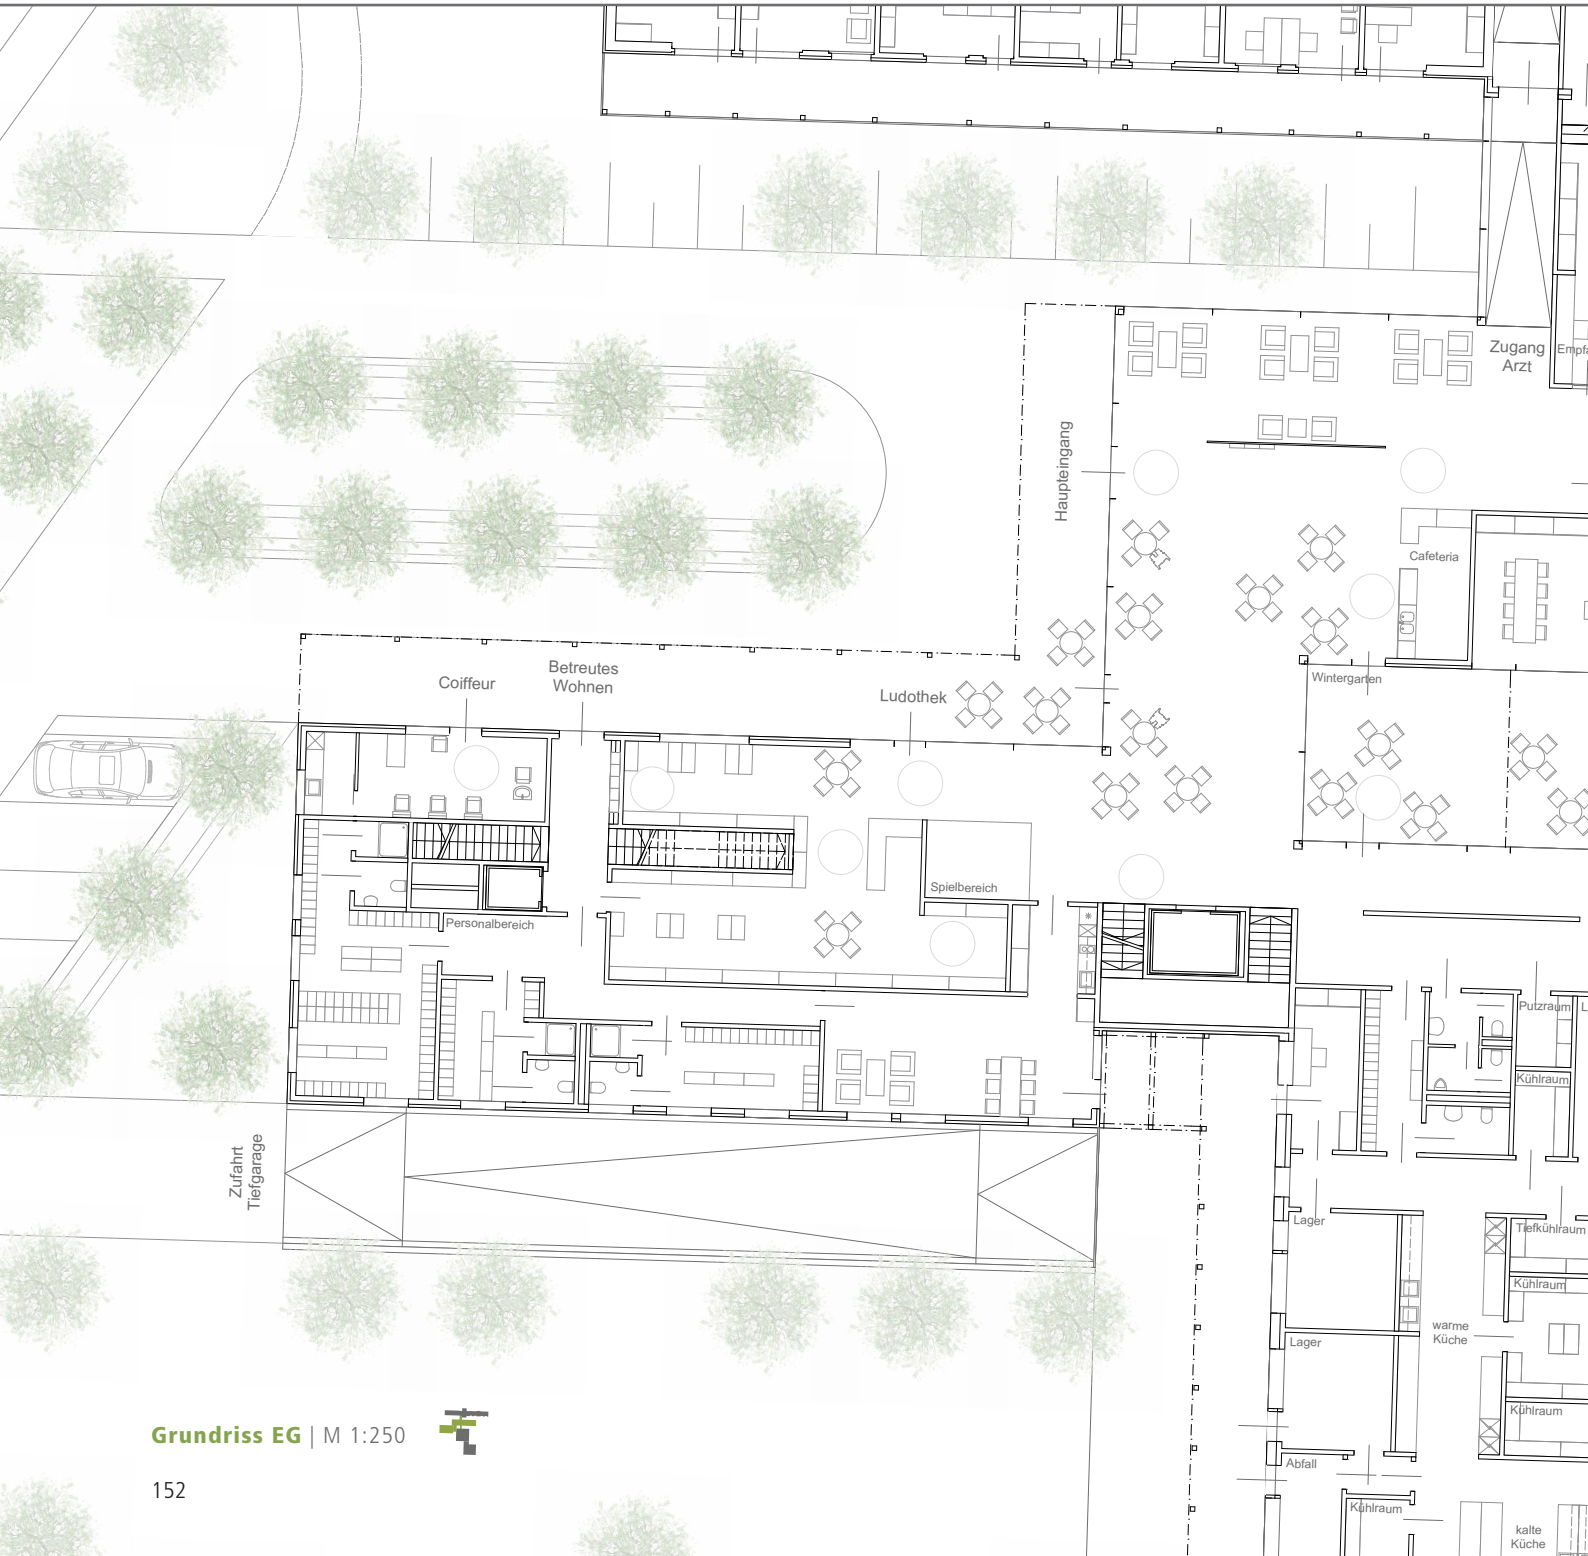 Zugang
Arzt
Haupteingang
Cafeteria
Wintergarten
Betreutes
Wohnen
Coiffeur
Ludothek
Spielbereich
Personalbereich
Putzraum
Kühlraum
Zufahrt
Tiefgarage
Lager
Tiefkühlraum
Kühlraum
warme
Küche
Lager
Kühlraum
Abfall
Kühlraum
kalte
Küche
Grundriss EG | M 1:250
152